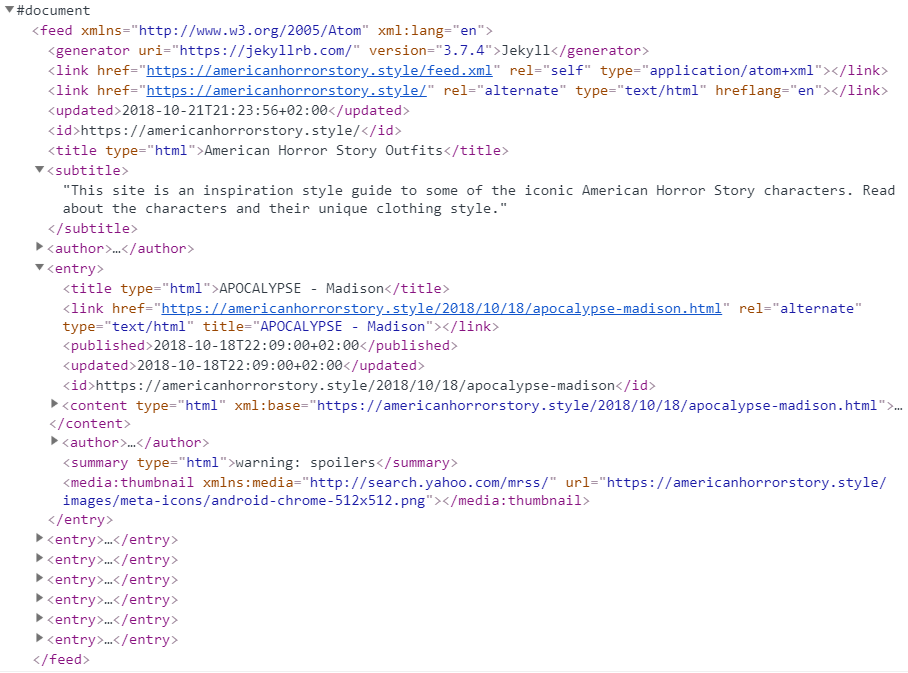 #document
<feed xmlns="http://www.w3.org/2005/Atom" xml:lang="en">
<generator uri="https://jekyllrb.com/" version="3.7.4">Jekyll</generator>
<link href="https://americanhorrorstory.style/feed.xml" rel="self" type="application/atom+xml"></link>
<link href="https://americanhorrorstory.style/" rel="alternate" type="text/html" hreflang="en"></link>
<updated>2018-10-21T21:23:56+02:00</updated>
<id>https://americanhorrorstory.style/</id>
<title type="html">American Horror Story Outfits</title>
<subtitle>
"This site is an inspiration style guide to some of the iconic American Horror Story characters. Read
about the characters and their unique clothing style."
</subtitle>
<author>…</author>
<entry>
<title type="html">APOCALYPSE - Madison</title>
<link href="https://americanhorrorstory.style/2018/10/18/apocalypse-madison.html" rel="alternate"
type="text/html" title="APOCALYPSE - Madison"></link>
<published>2018-10-18T22:09:00+02:00</published>
<updated>2018-10-18T22:09:00+02:00</updated>
<id>https://americanhorrorstory.style/2018/10/18/apocalypse-madison</id>
<content type="html" xml:base="https://americanhorrorstory.style/2018/10/18/apocalypse-madison.html">…
</content>
<author>…</author>
<summary type="html">warning: spoilers</summary>
<media:thumbnail xmlns:media="http://search.yahoo.com/mrss/" url="https://americanhorrorstory.style/
images/meta-icons/android-chrome-512x512.png"></media:thumbnail>
</entry>
<entry>…</entry>
<entry>…</entry>
<entry>…</entry>
<entry>…</entry>
<entry>…</entry>
<entry>…</entry>
</feed>